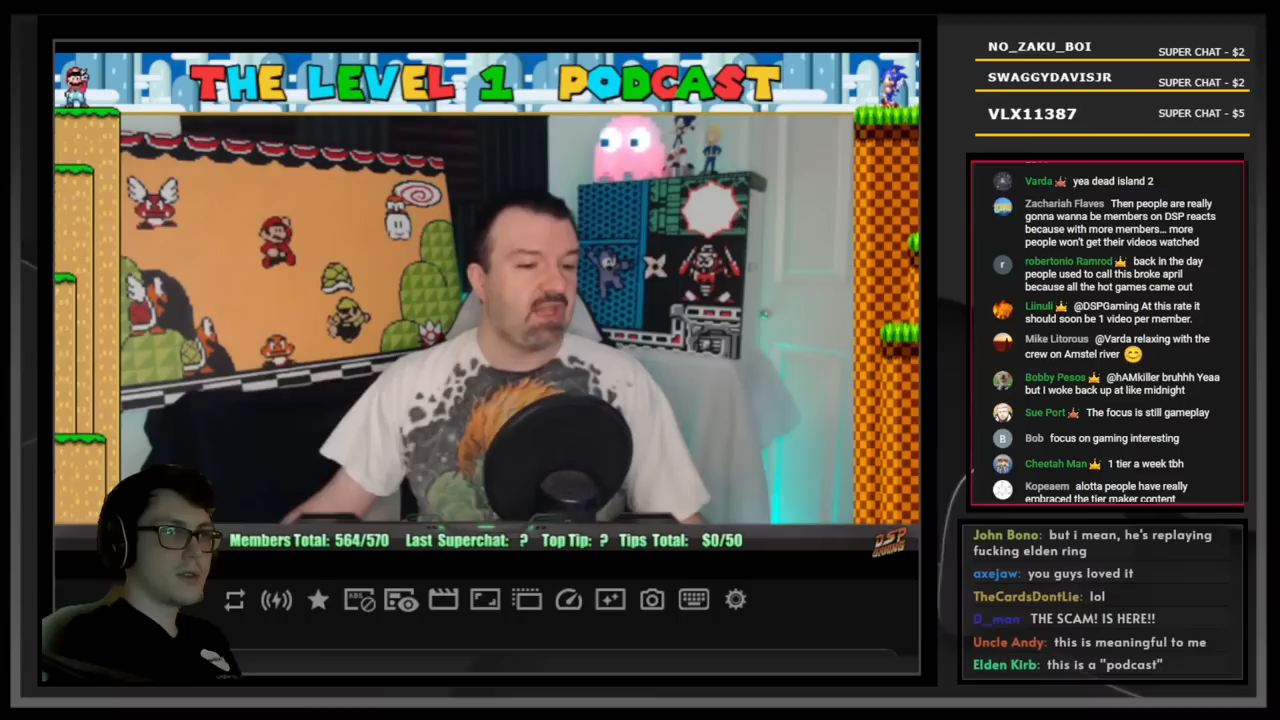 THE LEVEL 1 PODCAST
Members Total: 564/570 Last Superchat: ? Top Tip: ? Tips Total: $0/50
DSP
GAMING
NO_ZAKU_BOI SUPER CHAT - $2
SWAGGYDAVISJR SUPER CHAT - $2
VLX11387 SUPER CHAT - $5
Varda yea dead island 2
Zachariah Flaves Then people are really
gonna wanna be members on DSP reacts
because with more members… more
people won't get their videos watched
robertonio Ramrod back in the day
people used to call this broke april
because all the hot games came out
Liinuli @DSPGaming At this rate it
should soon be 1 video per member.
Mike Litorous @Varda relaxing with the
crew on Amstel river
Bobby Pesos @hAMkiller bruhhh Yeaa
but I woke back up at like midnight
Sue Port The focus is still gameplay
B Bob focus on gaming interesting
Cheetah Man 1 tier a week tbh
Kopeaem alotta people have really
embraced the tier maker content
John Bono: but i mean, he's replaying
fucking elden ring
axejaw: you guys loved it
TheCardsDontLie: lol
D_man: THE SCAM! IS HERE!!
Uncle Andy: this is meaningful to me
Elden Kirb: this is a "podcast"